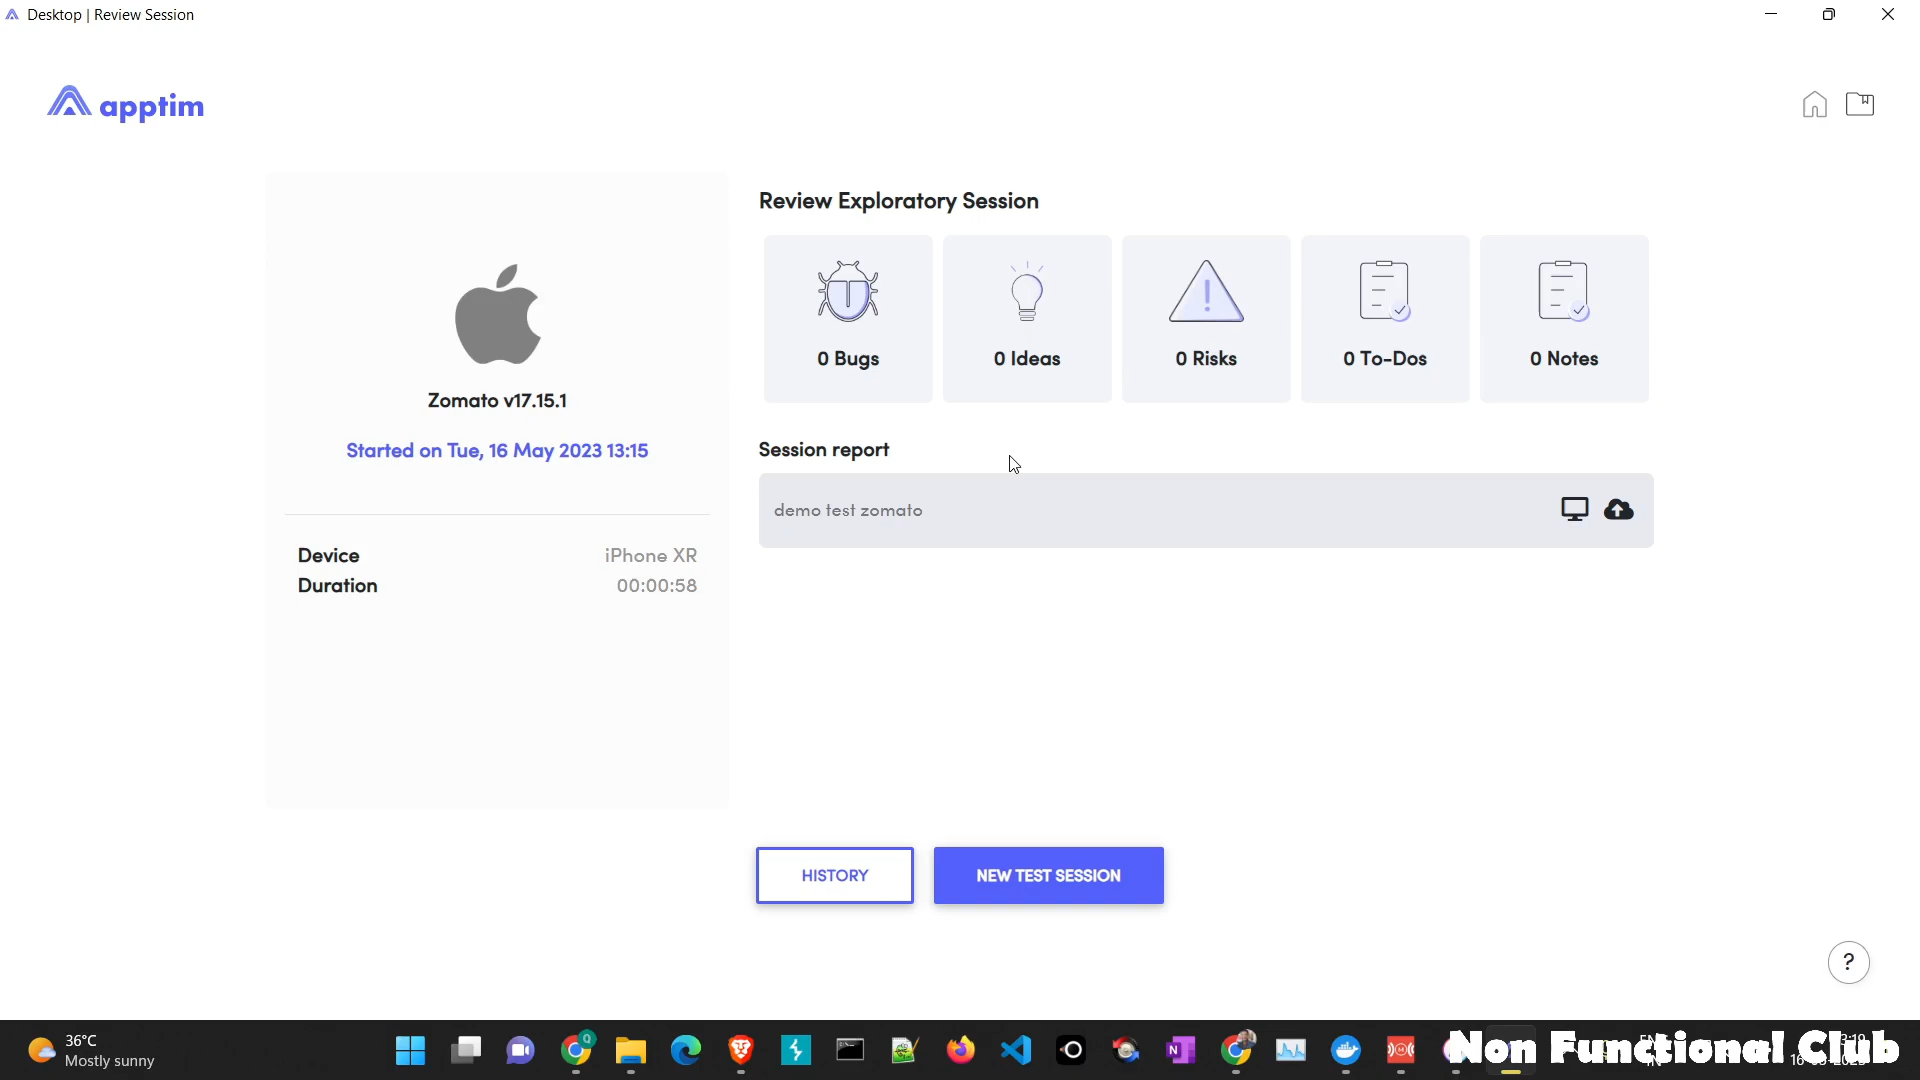 Desktop | Review Session
apptim
Zomato v17.15.1
Started on Tue, 16 May 2023 13:15
Device iPhone XR
Duration 00:00:58
Review Exploratory Session
0 Bugs
0 Ideas
0 Risks
0 To-Dos
0 Notes
Session report
demo test zomato
HISTORY
NEW TEST SESSION
?
36°C
Mostly sunny
Non Functional Club